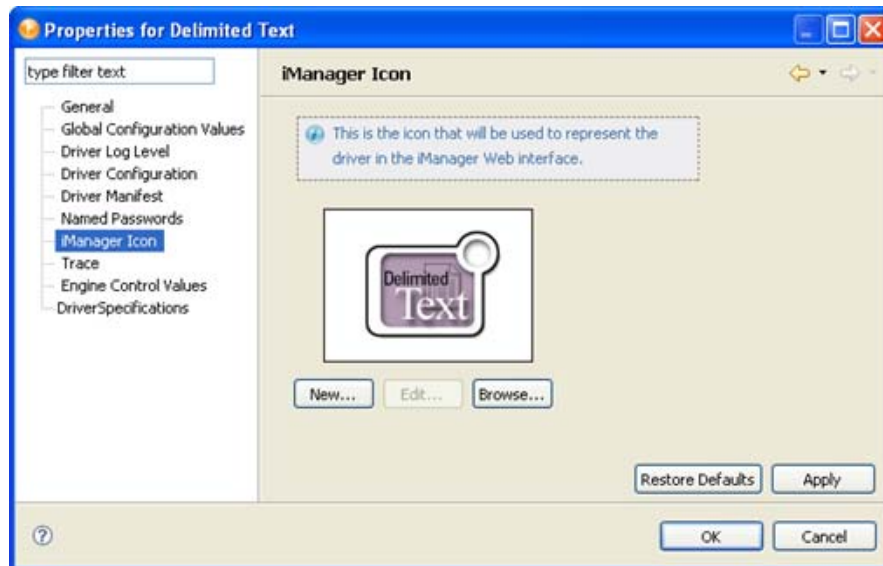 Properties for Delimited Text
type filter text
General
Global Configuration Values
Driver Log Level
Driver Configuration
Driver Manifest
Named Passwords
iManager Icon
Trace
Engine Control Values
DriverSpecifications
iManager Icon
This is the icon that will be used to represent the
driver in the iManager Web interface.
Delimited
Text
New... Edit... Browse...
Restore Defaults Apply
OK Cancel